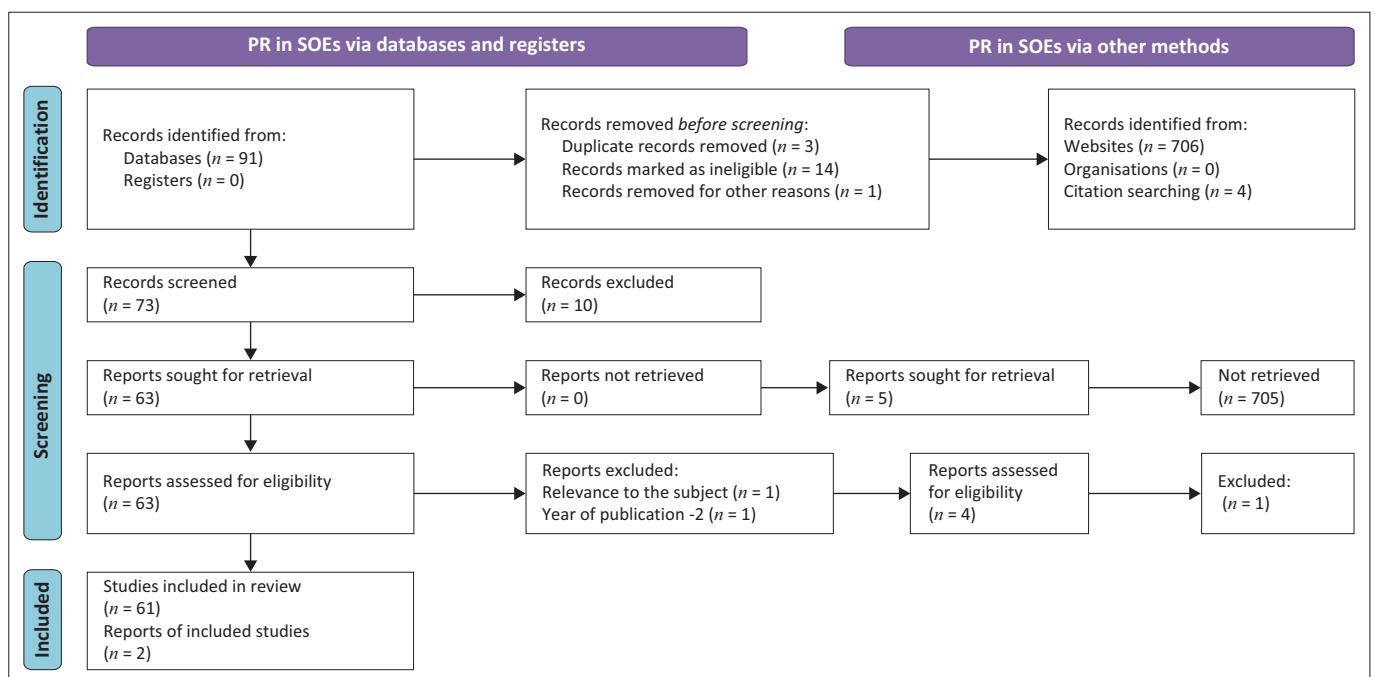 PR in SOEs via databases and registers
PR in SOEs via other methods
Identification
Records identified from:
Databases (n = 91)
Registers (n = 0)
Records removed before screening:
Duplicate records removed (n = 3)
Records marked as ineligible (n = 14)
Records removed for other reasons (n = 1)
Records identified from:
Websites (n = 706)
Organisations (n = 0)
Citation searching (n = 4)
Screening
Records screened
(n = 73)
Records excluded
(n = 10)
Reports sought for retrieval
(n = 63)
Reports not retrieved
(n = 0)
Reports sought for retrieval
(n = 5)
Not retrieved
(n = 705)
Reports assessed for eligibility
(n = 63)
Reports excluded:
Relevance to the subject (n = 1)
Year of publication -2 (n = 1)
Reports assessed
for eligibility
(n = 4)
Excluded:
(n = 1)
Included
Studies included in review
(n = 61)
Reports of included studies
(n = 2)